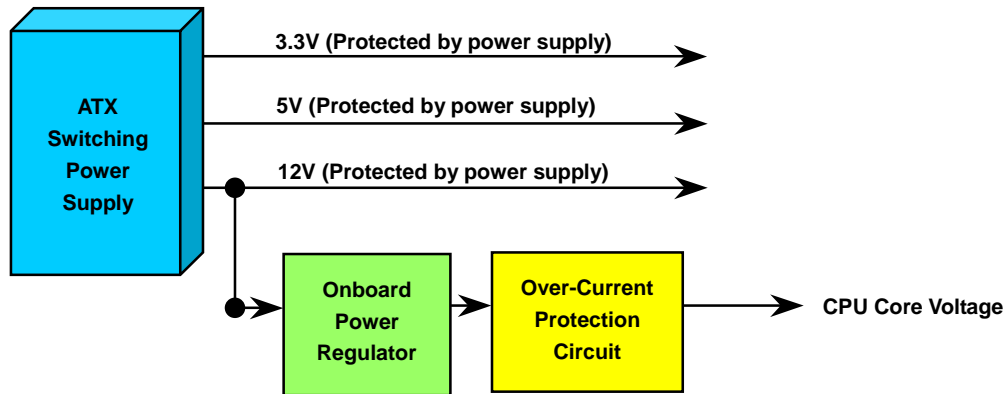 ATX
Switching
Power
Supply
3.3V (Protected by power supply)
5V (Protected by power supply)
12V (Protected by power supply)
Onboard
Power
Regulator
Over-Current
Protection
Circuit
CPU Core Voltage